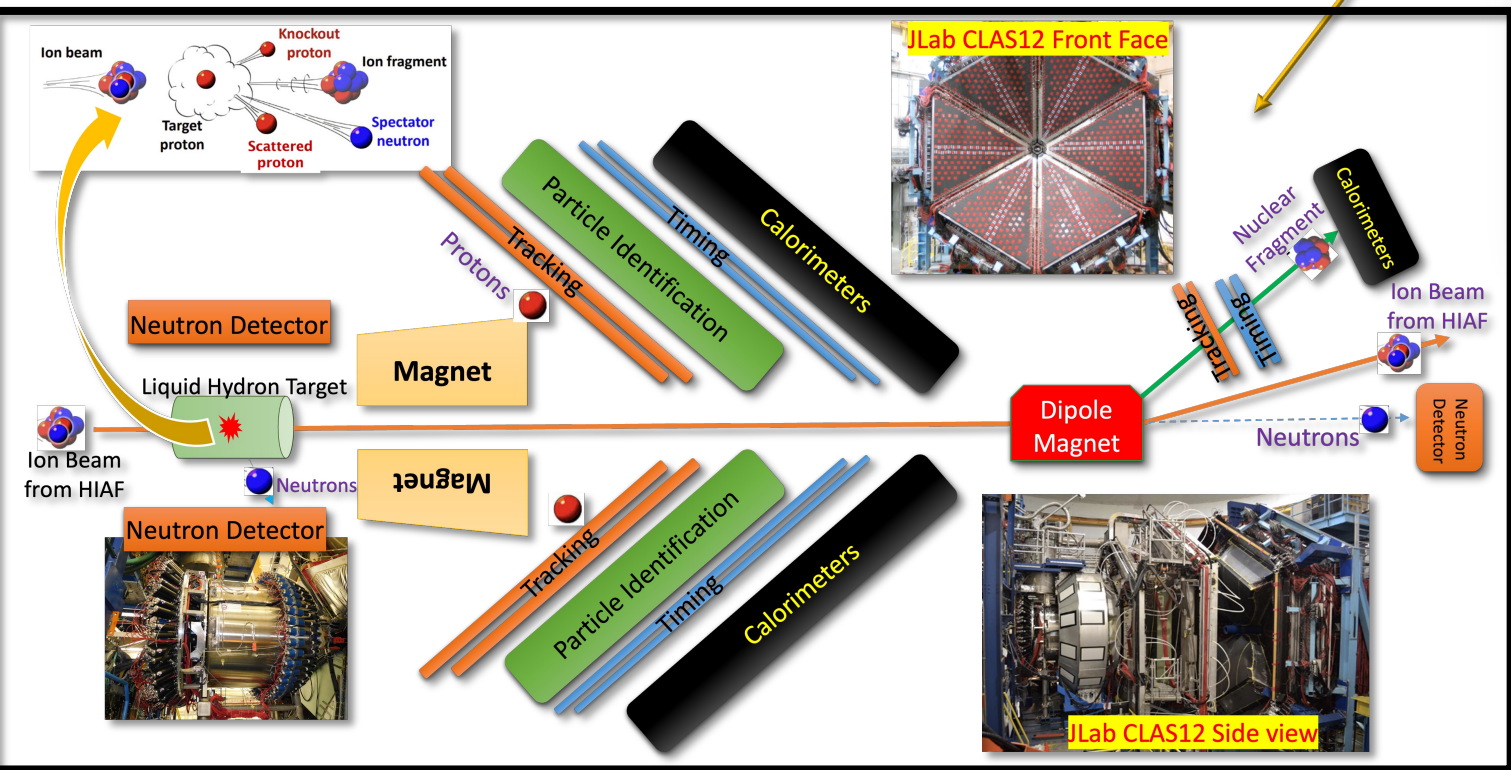 Ion beam
Knockout
proton
Ion fragment
Target
proton
Scattered
proton
Spectator
neutron
JLab CLAS12 Front Face
Protons
Tracking
Particle Identification
Timing
Calorimeters
Nuclear
Fragment
Calorimeters
Tracking
Timing
Ion Beam
from HIAF
Neutron Detector
Magnet
Liquid Hydron Target
Ion Beam
from HIAF
Neutrons
Dipole
Magnet
Neutrons
Neutron
Detector
Magnet
Neutron Detector
Tracking
Particle Identification
Timing
Calorimeters
JLab CLAS12 Side view